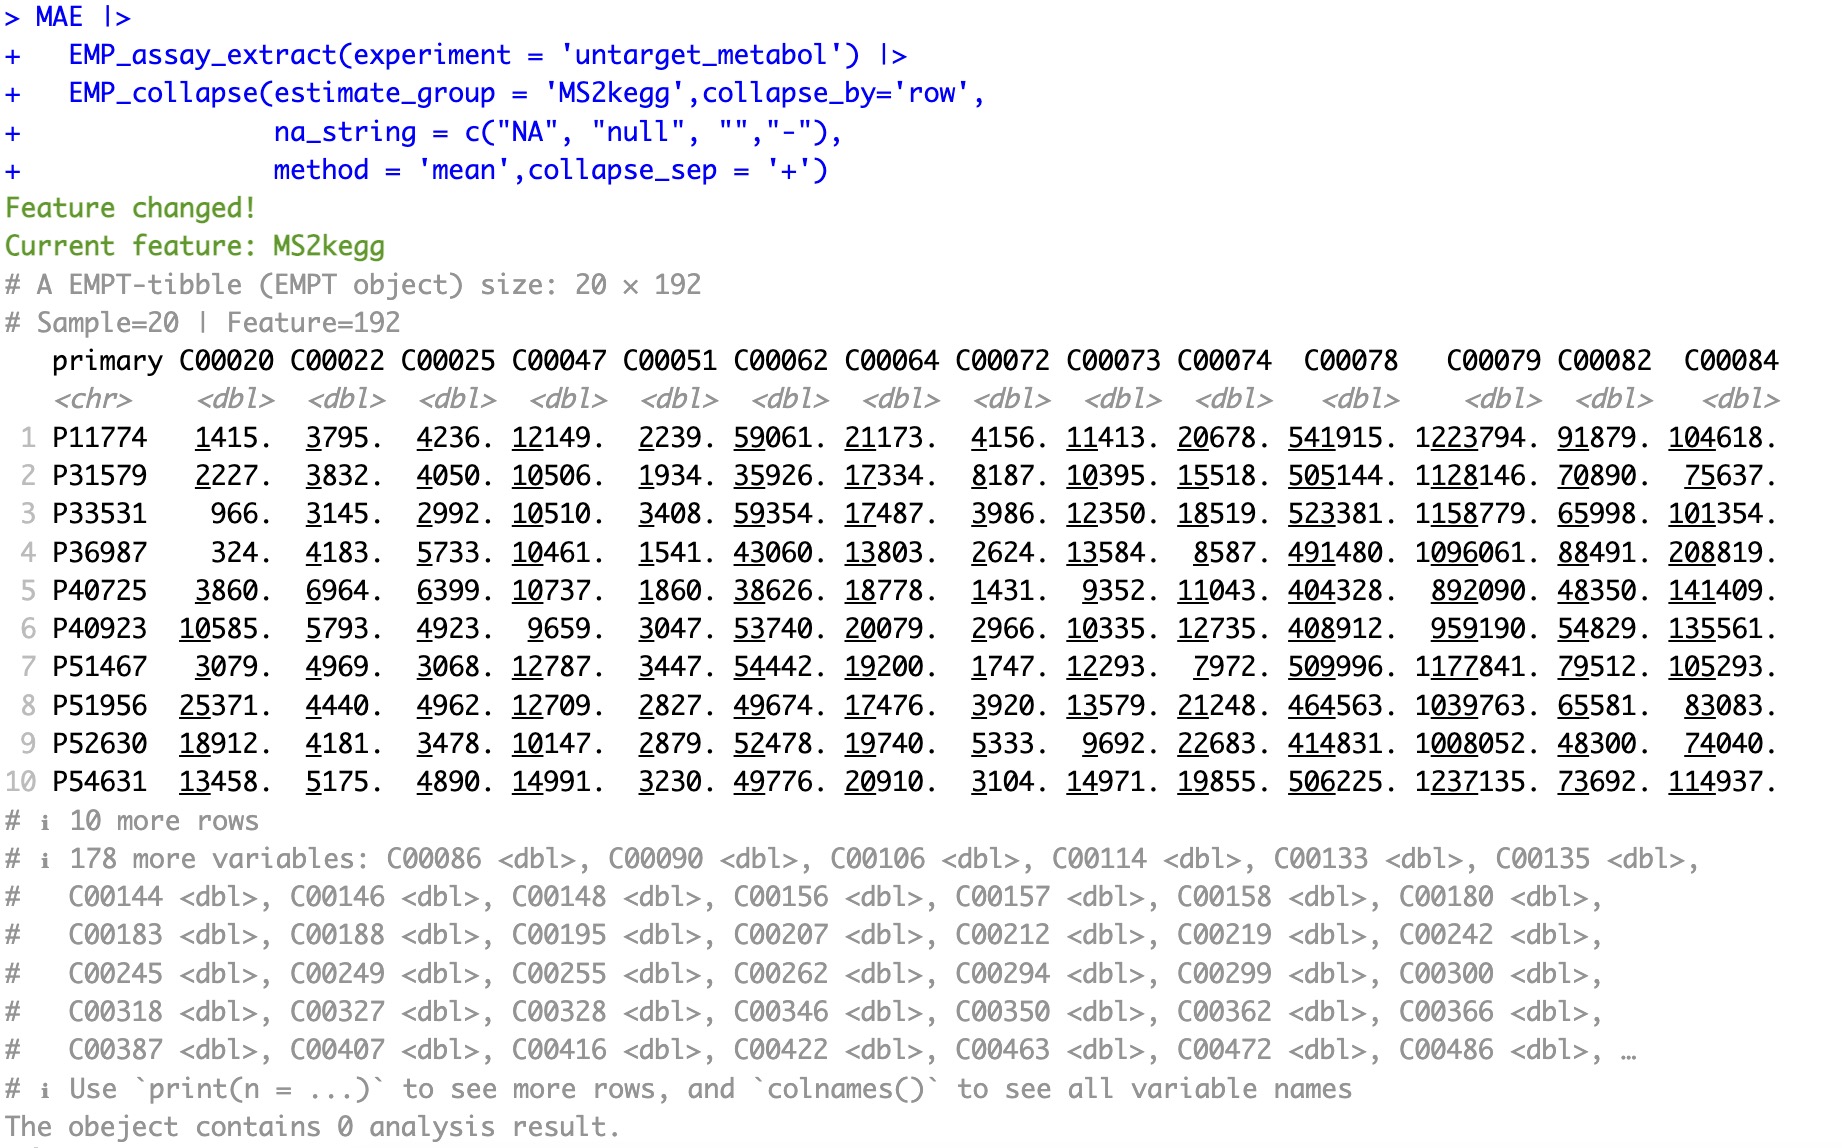 > MAE |>
+   EMP_assay_extract(experiment = 'untarget_metabol') |>
+   EMP_collapse(estimate_group = 'MS2kegg',collapse_by='row',
+                na_string = c("NA", "null", "","-"),
+                method = 'mean',collapse_sep = '+')
Feature changed!
Current feature: MS2kegg
# A EMPT-tibble (EMPT object) size: 20 × 192
# Sample=20 | Feature=192
   primary C00020 C00022 C00025 C00047 C00051 C00062 C00064 C00072 C00073 C00074  C00078   C00079 C00082  C00084
   <chr>    <dbl>  <dbl>  <dbl>  <dbl>  <dbl>  <dbl>  <dbl>  <dbl>  <dbl>  <dbl>   <dbl>    <dbl>  <dbl>   <dbl>
 1 P11774   1415.  3795.  4236. 12149.  2239. 59061. 21173.  4156. 11413. 20678. 541915. 1223794. 91879. 104618.
 2 P31579   2227.  3832.  4050. 10506.  1934. 35926. 17334.  8187. 10395. 15518. 505144. 1128146. 70890.  75637.
 3 P33531    966.  3145.  2992. 10510.  3408. 59354. 17487.  3986. 12350. 18519. 523381. 1158779. 65998. 101354.
 4 P36987    324.  4183.  5733. 10461.  1541. 43060. 13803.  2624. 13584.  8587. 491480. 1096061. 88491. 208819.
 5 P40725   3860.  6964.  6399. 10737.  1860. 38626. 18778.  1431.  9352. 11043. 404328.  892090. 48350. 141409.
 6 P40923  10585.  5793.  4923.  9659.  3047. 53740. 20079.  2966. 10335. 12735. 408912.  959190. 54829. 135561.
 7 P51467   3079.  4969.  3068. 12787.  3447. 54442. 19200.  1747. 12293.  7972. 509996. 1177841. 79512. 105293.
 8 P51956  25371.  4440.  4962. 12709.  2827. 49674. 17476.  3920. 13579. 21248. 464563. 1039763. 65581.  83083.
 9 P52630  18912.  4181.  3478. 10147.  2879. 52478. 19740.  5333.  9692. 22683. 414831. 1008052. 48300.  74040.
10 P54631  13458.  5175.  4890. 14991.  3230. 49776. 20910.  3104. 14971. 19855. 506225. 1237135. 73692. 114937.
# ℹ 10 more rows
# ℹ 178 more variables: C00086 <dbl>, C00090 <dbl>, C00106 <dbl>, C00114 <dbl>, C00133 <dbl>, C00135 <dbl>,
#   C00144 <dbl>, C00146 <dbl>, C00148 <dbl>, C00156 <dbl>, C00157 <dbl>, C00158 <dbl>, C00180 <dbl>,
#   C00183 <dbl>, C00188 <dbl>, C00195 <dbl>, C00207 <dbl>, C00212 <dbl>, C00219 <dbl>, C00242 <dbl>,
#   C00245 <dbl>, C00249 <dbl>, C00255 <dbl>, C00262 <dbl>, C00294 <dbl>, C00299 <dbl>, C00300 <dbl>,
#   C00318 <dbl>, C00327 <dbl>, C00328 <dbl>, C00346 <dbl>, C00350 <dbl>, C00362 <dbl>, C00366 <dbl>,
#   C00387 <dbl>, C00407 <dbl>, C00416 <dbl>, C00422 <dbl>, C00463 <dbl>, C00472 <dbl>, C00486 <dbl>, …
# ℹ Use `print(n = ...)` to see more rows, and `colnames()` to see all variable names
The obeject contains 0 analysis result.